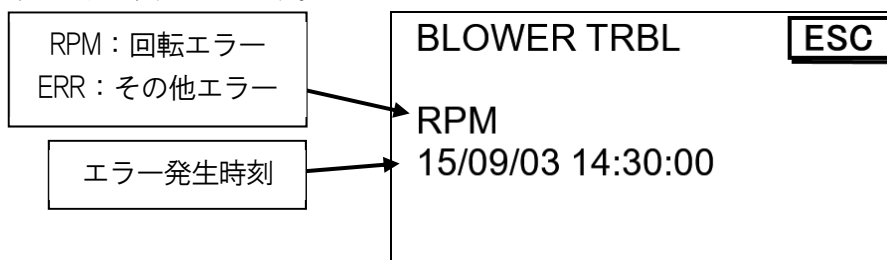 RPM：回転エラー
ERR：その他エラー
エラー発生時刻
BLOWER TRBL
ESC
RPM
15/09/03 14:30:00